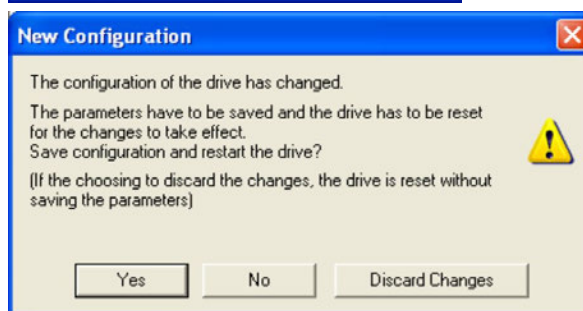 New Configuration
The configuration of the drive has changed.
The parameters have to be saved and the drive has to be reset
for the changes to take effect.
Save configuration and restart the drive?
(If the choosing to discard the changes, the drive is reset without
saving the parameters)
Yes
No
Discard Changes